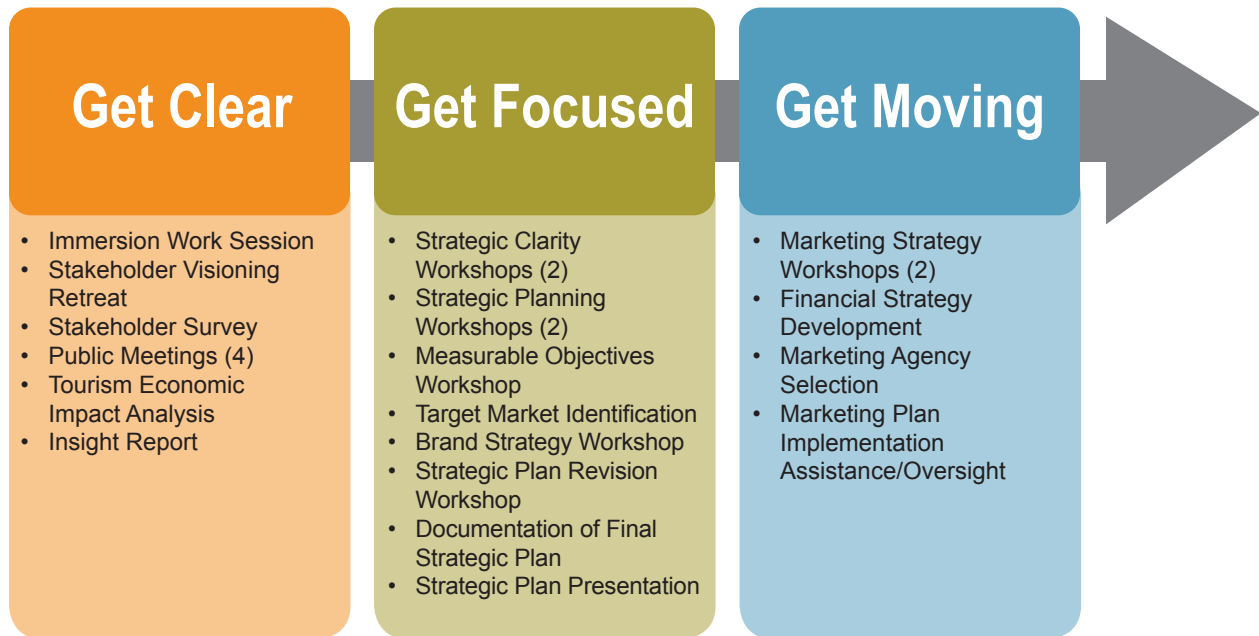 Get Clear
• Immersion Work Session
• Stakeholder Visioning
Retreat
• Stakeholder Survey
• Public Meetings (4)
• Tourism Economic
Impact Analysis
• Insight Report
Get Focused
• Strategic Clarity
Workshops (2)
• Strategic Planning
Workshops (2)
• Measurable Objectives
Workshop
• Target Market Identification
• Brand Strategy Workshop
• Strategic Plan Revision
Workshop
• Documentation of Final
Strategic Plan
• Strategic Plan Presentation
Get Moving
• Marketing Strategy
Workshops (2)
• Financial Strategy
Development
• Marketing Agency
Selection
• Marketing Plan
Implementation
Assistance/Oversight